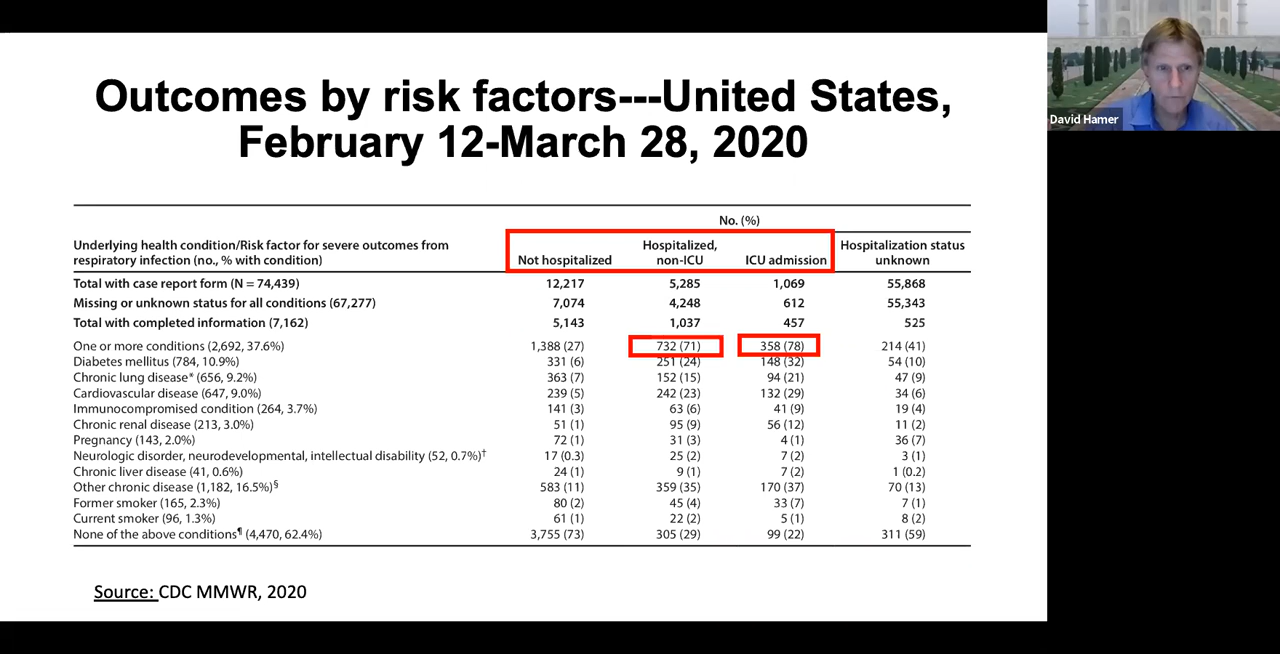 Outcomes by risk factors---United States,
February 12-March 28, 2020
David Hamer
No. (%)
Underlying health condition/Risk factor for severe outcomes from
respiratory infection (no., % with condition)
Not hospitalized
Hospitalized,
non-ICU
ICU admission
Hospitalization status
unknown
Total with case report form (N = 74,439) 12,217 5,285 1,069 55,868
Missing or unknown status for all conditions (67,277) 7,074 4,248 612 55,343
Total with completed information (7,162) 5,143 1,037 457 525
One or more conditions (2,692, 37.6%) 1,388 (27) 732 (71) 358 (78) 214 (41)
Diabetes mellitus (784, 10.9%) 331 (6) 251 (24) 148 (32) 54 (10)
Chronic lung disease* (656, 9.2%) 363 (7) 152 (15) 94 (21) 47 (9)
Cardiovascular disease (647, 9.0%) 239 (5) 242 (23) 132 (29) 34 (6)
Immunocompromised condition (264, 3.7%) 141 (3) 63 (6) 41 (9) 19 (4)
Chronic renal disease (213, 3.0%) 51 (1) 95 (9) 56 (12) 11 (2)
Pregnancy (143, 2.0%) 72 (1) 31 (3) 4 (1) 36 (7)
Neurologic disorder, neurodevelopmental, intellectual disability (52, 0.7%)† 17 (0.3) 25 (2) 7 (2) 3 (1)
Chronic liver disease (41, 0.6%) 24 (1) 9 (1) 7 (2) 1 (0.2)
Other chronic disease (1,182, 16.5%)§ 583 (11) 359 (35) 170 (37) 70 (13)
Former smoker (165, 2.3%) 80 (2) 45 (4) 33 (7) 7 (1)
Current smoker (96, 1.3%) 61 (1) 22 (2) 5 (1) 8 (2)
None of the above conditions¶ (4,470, 62.4%) 3,755 (73) 305 (29) 99 (22) 311 (59)
Source: CDC MMWR, 2020